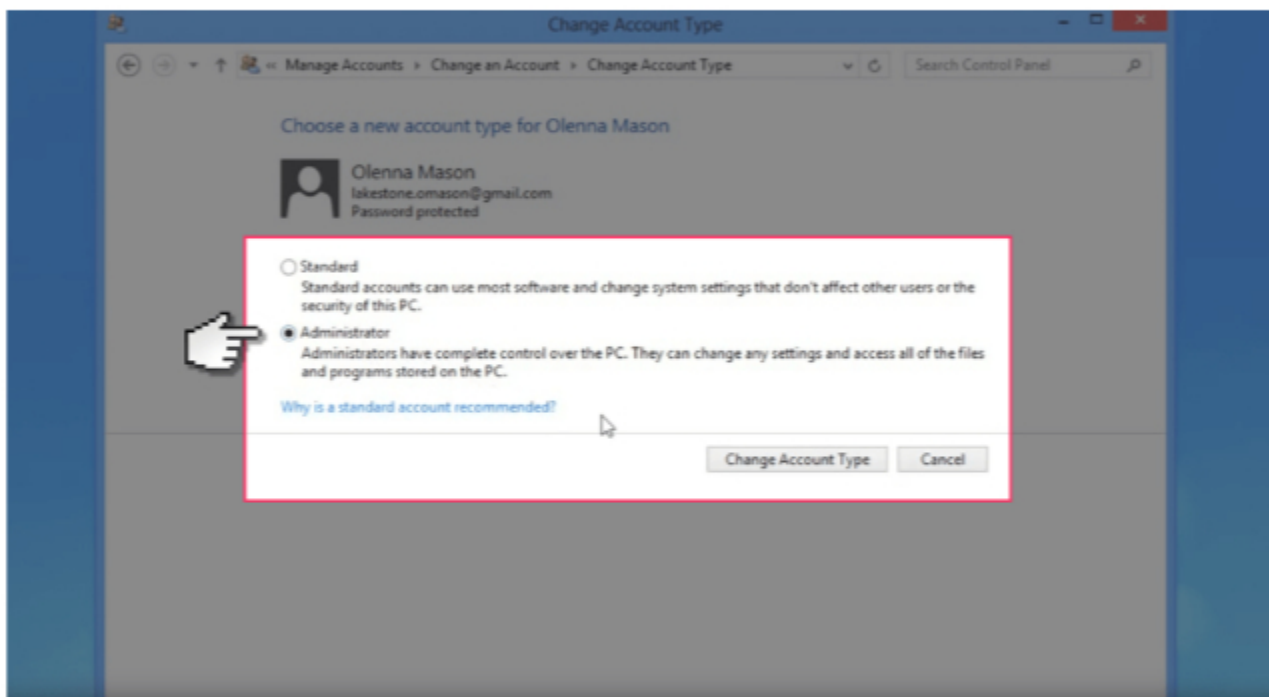 Change Account Type
« Manage Accounts ▸ Change an Account ▸ Change Account Type
Search Control Panel
Choose a new account type for Olenna Mason
Olenna Mason
lakestone.omason@gmail.com
Password protected
Standard
Standard accounts can use most software and change system settings that don't affect other users or the
security of this PC.
Administrator
Administrators have complete control over the PC. They can change any settings and access all of the files
and programs stored on the PC.
Why is a standard account recommended?
Change Account Type Cancel